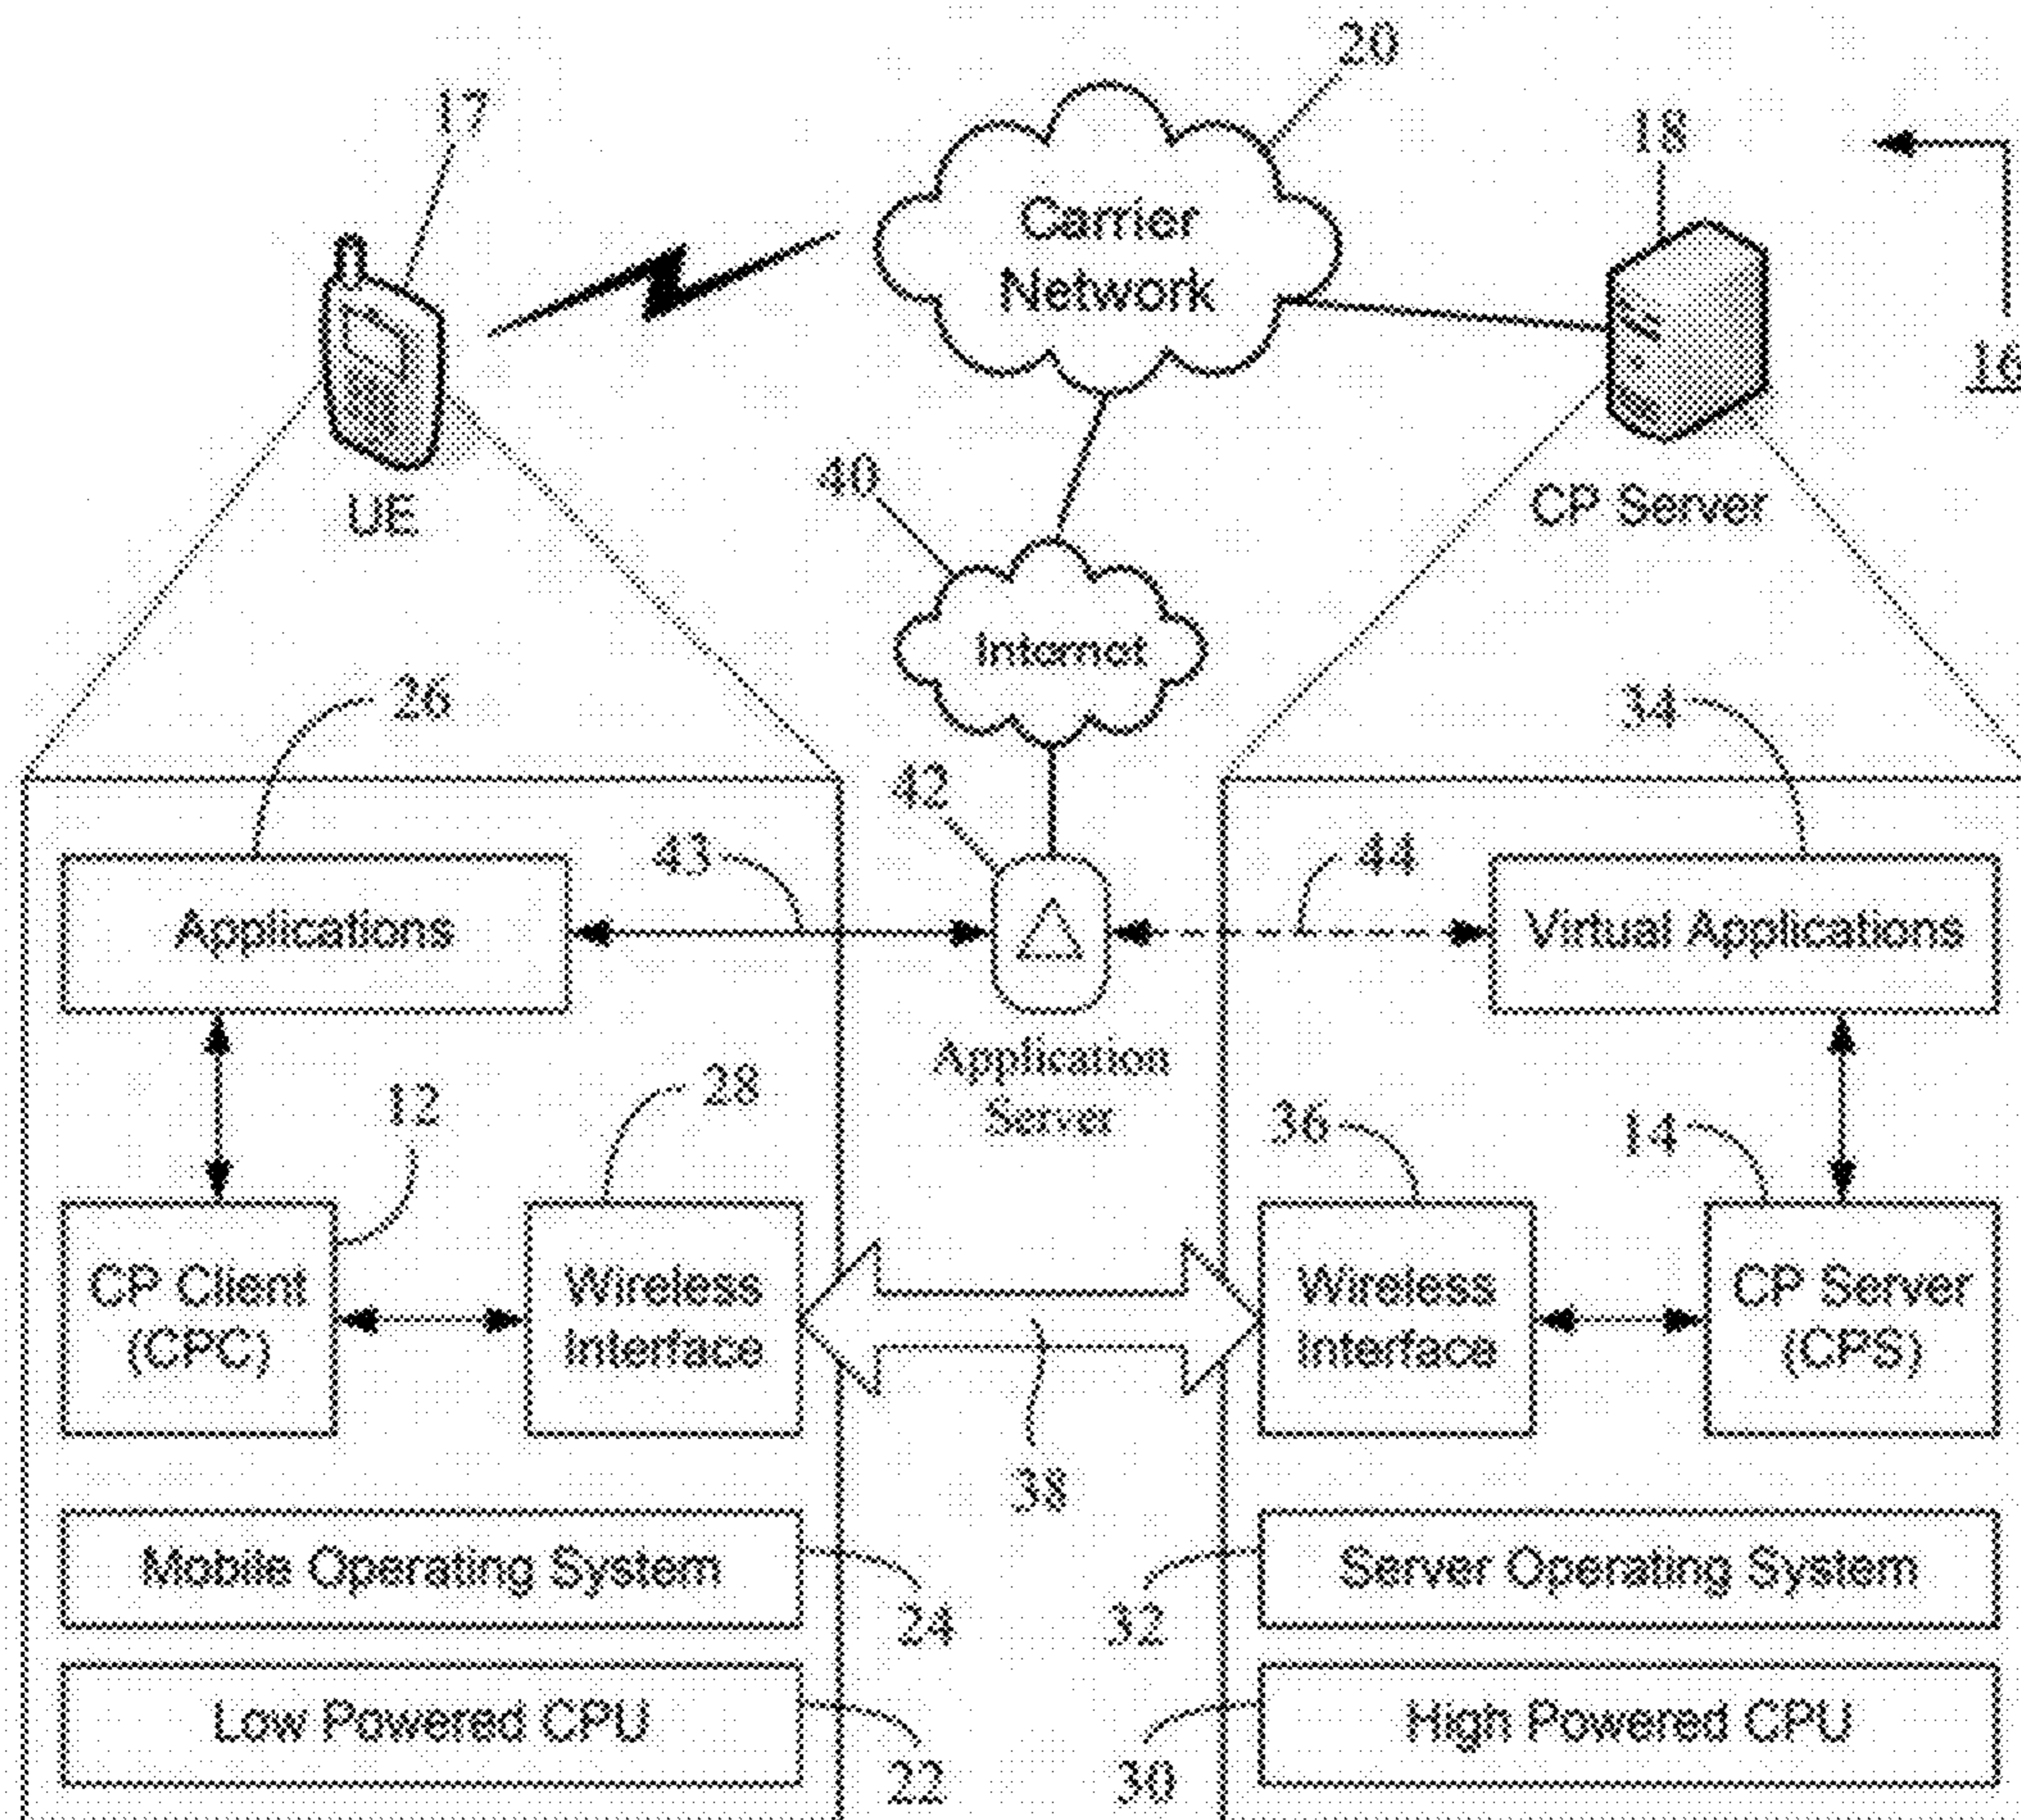 20
17
18
Carrier
Network
16
40
UE
CP Server
Internet
26
34
42
43
44
Applications
Virtual Applications
Application
Server
28
12
36
14
CP Client
(CPC)
Wireless
Interface
Wireless
Interface
CP Server
(CPS)
38
Mobile Operating System
Server Operating System
24
32
Low Powered CPU
High Powered CPU
22
30